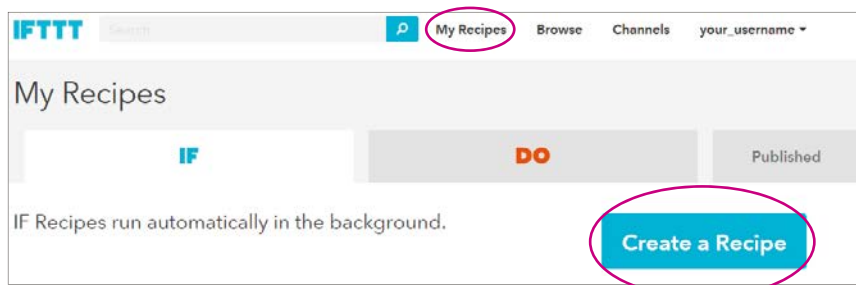 IFTTT Search My Recipes Browse Channels your_username
My Recipes
IF DO Published
IF Recipes run automatically in the background.
Create a Recipe